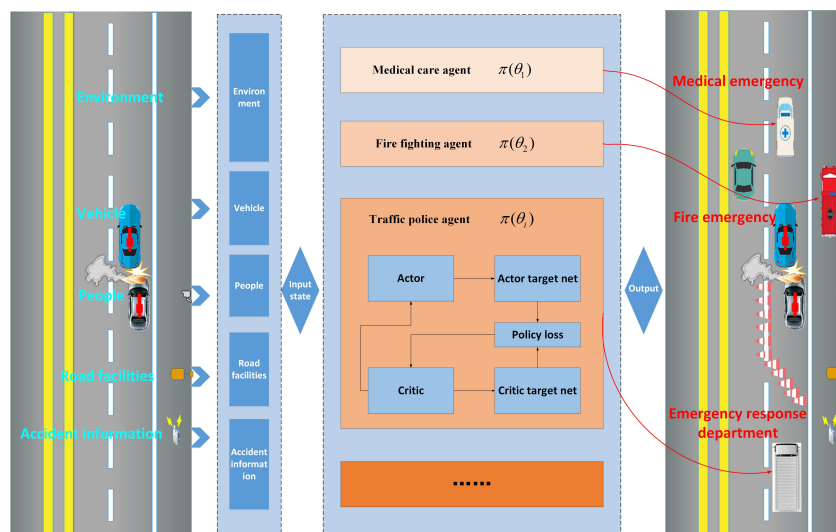 Environment
Vehicle
People
Road facilities
Accident information
Environ
ment
Vehicle
People
Road
facilities
Accident
informat
ion
Input
state
Medical care agent π(θ1)
Fire fighting agent π(θ2)
Traffic police agent π(θi)
Actor
Actor target net
Policy loss
Critic
Critic target net
......
Output
Medical emergency
Fire emergency
Emergency response
department